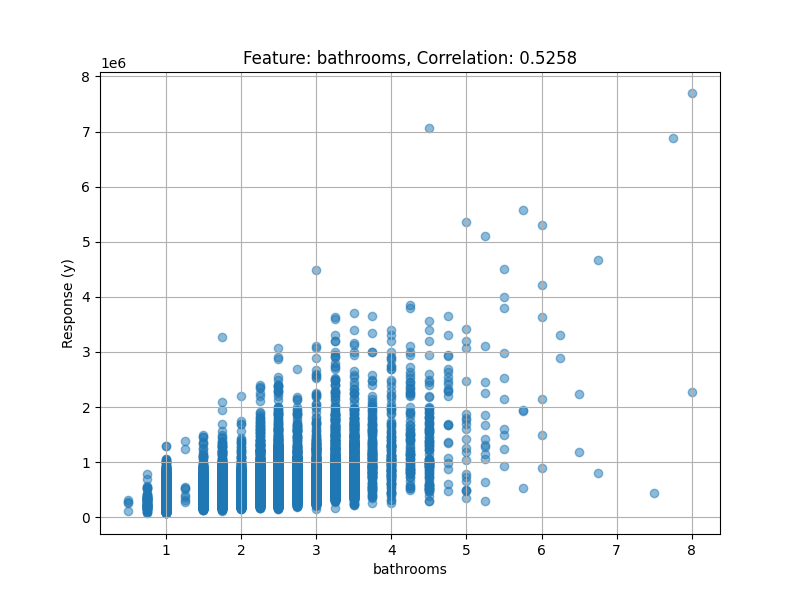 Feature: bathrooms, Correlation: 0.5258
1e6
8
7
6
5
4
3
2
1
0
Response (y)
1 2 3 4 5 6 7 8
bathrooms